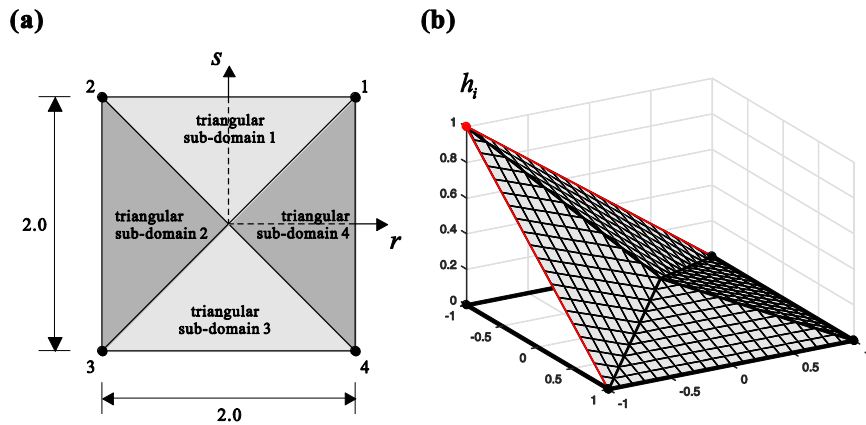 (a)
s
2
1
triangular
sub-domain 1
triangular
sub-domain 2
triangular
sub-domain 4
2.0
r
triangular
sub-domain 3
3
4
2.0
(b)
hi
1
0.8
0.6
0.4
0.2
0
-1
-0.5
0
0.5
1
-1
-0.5
0
0.5